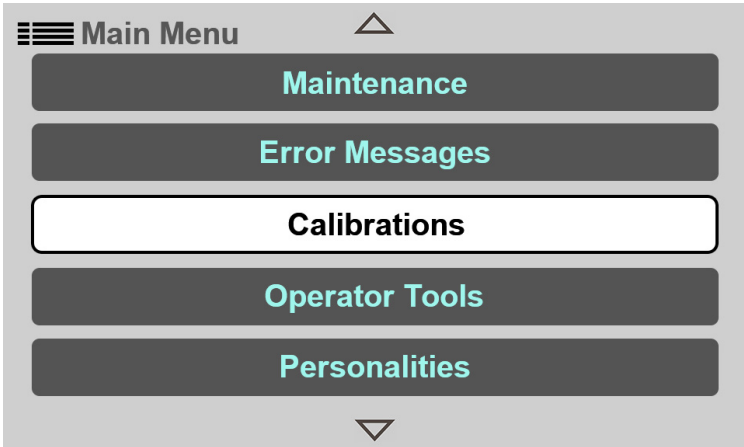 Main Menu
Maintenance
Error Messages
Calibrations
Operator Tools
Personalities